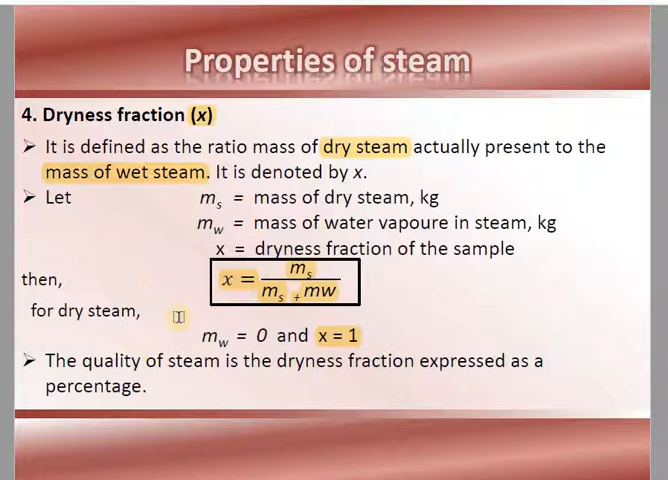 Properties of steam
4. Dryness fraction (x)
➤ It is defined as the ratio mass of dry steam actually present to the
mass of wet steam. It is denoted by x.
➤ Let mₛ = mass of dry steam, kg
m_w = mass of water vapoure in steam, kg
x = dryness fraction of the sample
then, x = mₛ / (mₛ + mw)
for dry steam,
m_w = 0 and x = 1
➤ The quality of steam is the dryness fraction expressed as a
percentage.